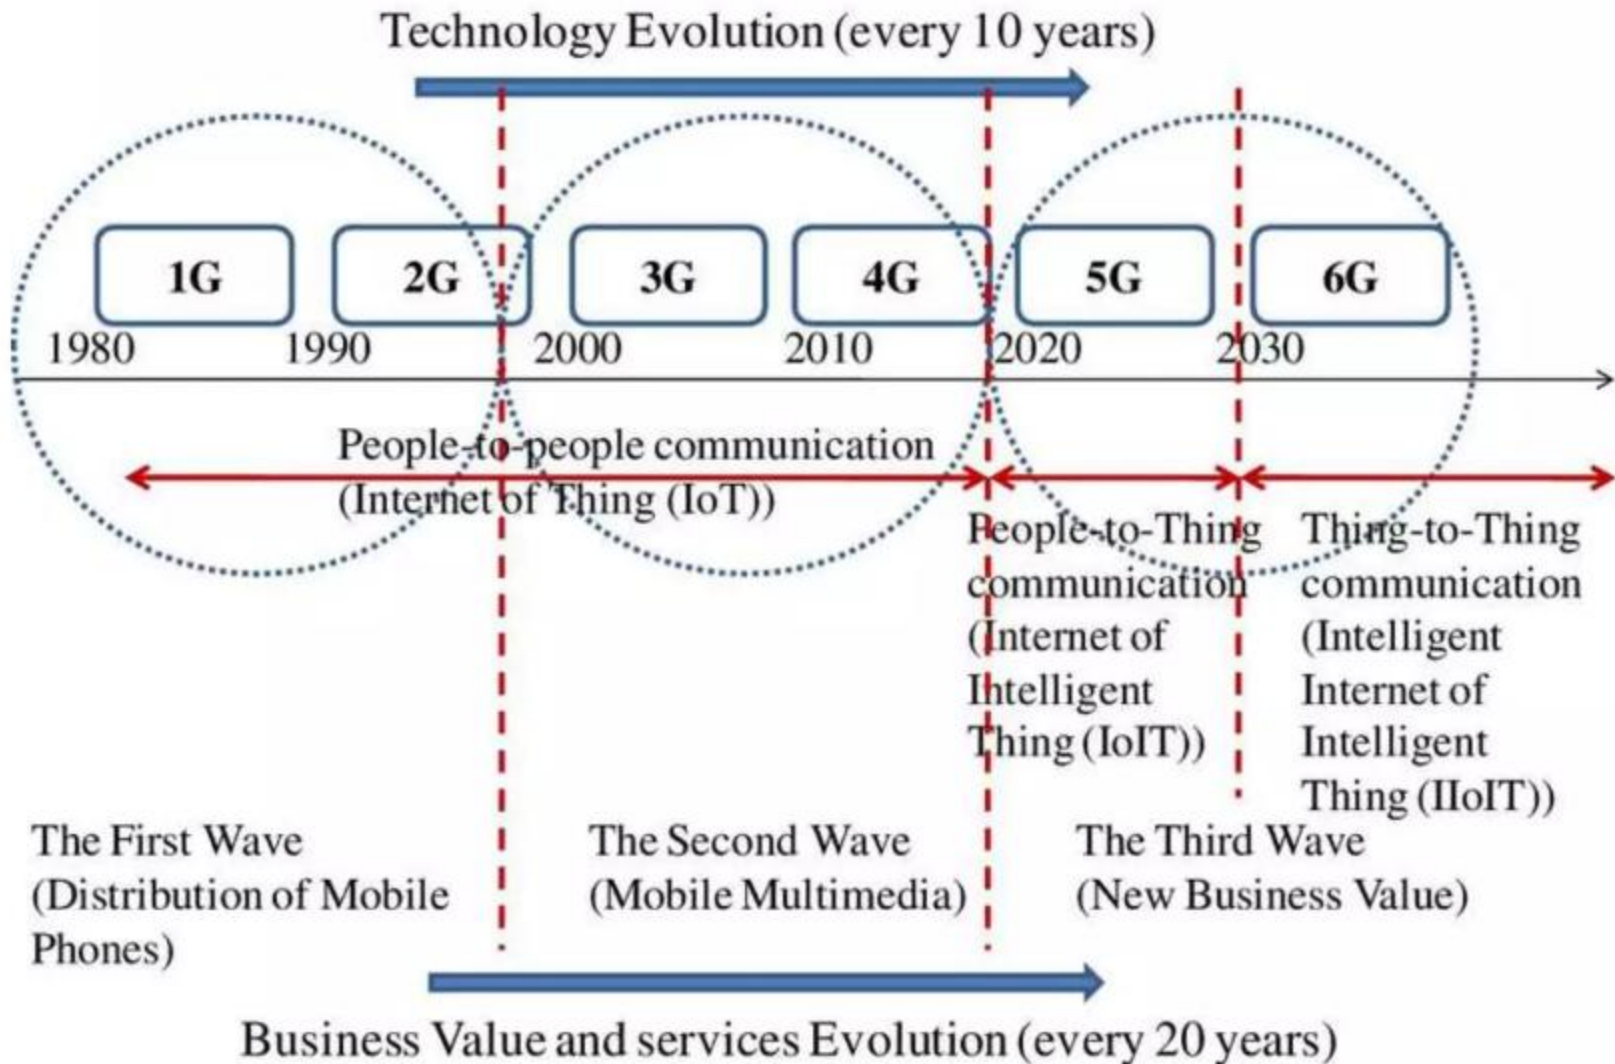 Technology Evolution (every 10 years)
1G
2G
3G
4G
5G
6G
1980
1990
2000
2010
2020
2030
People-to-people communication
(Internet of Thing (IoT))
People-to-Thing
communication
(Internet of
Intelligent
Thing (IoIT))
Thing-to-Thing
communication
(Intelligent
Internet of
Intelligent
Thing (IIoIT))
The First Wave
(Distribution of Mobile
Phones)
The Second Wave
(Mobile Multimedia)
The Third Wave
(New Business Value)
Business Value and services Evolution (every 20 years)